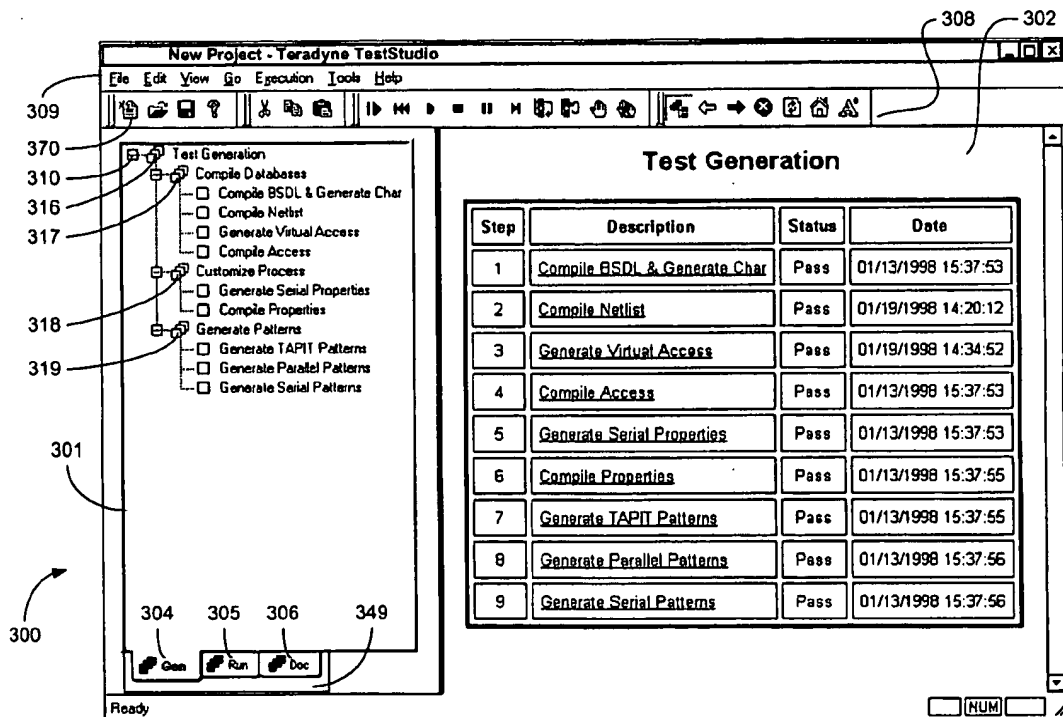 308
302
New Project - Teradyne TestStudio
309
File Edit View Go Execution Tools Help
370
310
316
317
318
319
301
300
Test Generation
Compile Databases
Compile BSDL & Generate Char
Compile Netlist
Generate Virtual Access
Compile Access
Customize Process
Generate Serial Properties
Compile Properties
Generate Patterns
Generate TAPIT Patterns
Generate Parallel Patterns
Generate Serial Patterns
304
305
306
349
Gen
Run
Doc
Ready
Test Generation
Step Description Status Date
1 Compile BSDL & Generate Char Pass 01/13/1998 15:37:53
2 Compile Netlist Pass 01/19/1998 14:20:12
3 Generate Virtual Access Pass 01/19/1998 14:34:52
4 Compile Access Pass 01/13/1998 15:37:53
5 Generate Serial Properties Pass 01/13/1998 15:37:53
6 Compile Properties Pass 01/13/1998 15:37:55
7 Generate TAPIT Patterns Pass 01/13/1998 15:37:55
8 Generate Parallel Patterns Pass 01/13/1998 15:37:56
9 Generate Serial Patterns Pass 01/13/1998 15:37:56
NUM